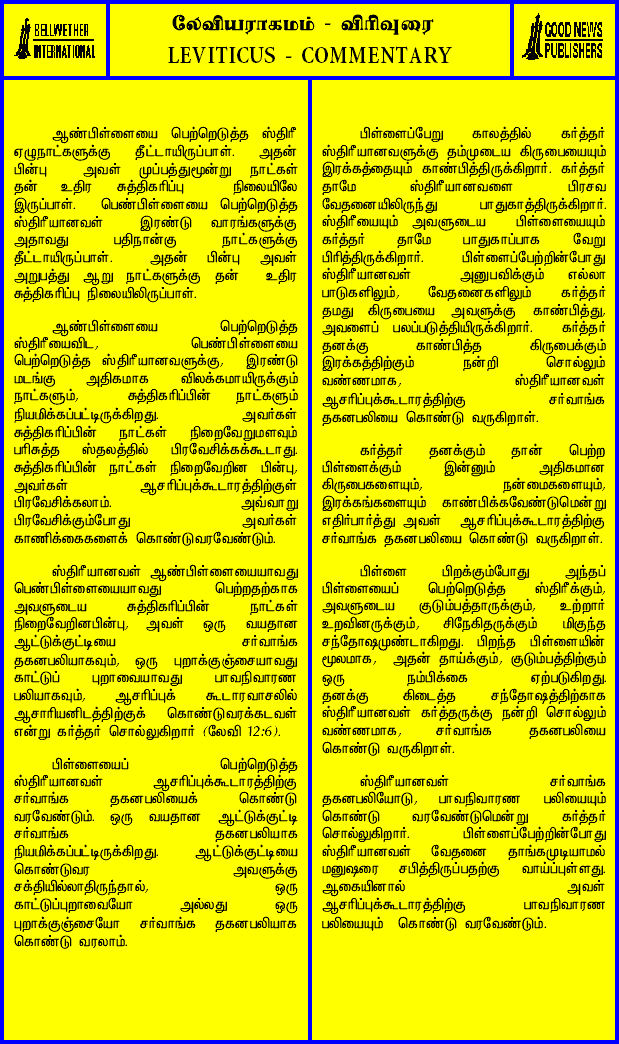 BELLWETHER
INTERNATIONAL
லேவியராகமம் - விரிவுரை
LEVITICUS - COMMENTARY
GOOD NEWS
PUBLISHERS
ஆண்பிள்ளையை பெற்றெடுத்த ஸ்திரீ
ஏழுநாட்களுக்கு தீட்டாயிருப்பாள். அதன்
பின்பு அவள் முப்பத்துமூன்று நாட்கள்
தன் உதிர சுத்திகரிப்பு நிலையிலே
இருப்பாள். பெண்பிள்ளையை பெற்றெடுத்த
ஸ்திரீயானவள் இரண்டு வாரங்களுக்கு
அதாவது பதிநான்கு நாட்களுக்கு
தீட்டாயிருப்பாள். அதன் பின்பு அவள்
அறுபத்து ஆறு நாட்களுக்கு தன் உதிர
சுத்திகரிப்பு நிலையிலிருப்பாள்.
ஆண்பிள்ளையை பெற்றெடுத்த
ஸ்திரீயைவிட, பெண்பிள்ளையை
பெற்றெடுத்த ஸ்திரீயானவளுக்கு, இரண்டு
மடங்கு அதிகமாக விலக்கமாயிருக்கும்
நாட்களும், சுத்திகரிப்பின் நாட்களும்
நியமிக்கப்பட்டிருக்கிறது. அவர்கள்
சுத்திகரிப்பின் நாட்கள் நிறைவேறுமளவும்
பரிசுத்த ஸ்தலத்தில் பிரவேசிக்கக்கூடாது.
சுத்திகரிப்பின் நாட்கள் நிறைவேறின பின்பு,
அவர்கள் ஆசரிப்புக்கூடாரத்திற்குள்
பிரவேசிக்கலாம். அவ்வாறு
பிரவேசிக்கும்போது அவர்கள்
காணிக்கைகளைக் கொண்டுவரவேண்டும்.
ஸ்திரீயானவள் ஆண்பிள்ளையையாவது
பெண்பிள்ளையையாவது பெற்றதற்காக
அவளுடைய சுத்திகரிப்பின் நாட்கள்
நிறைவேறினபின்பு, அவள் ஒரு வயதான
ஆட்டுக்குட்டியை சர்வாங்க
தகனபலியாகவும், ஒரு புறாக்குஞ்சையாவது
காட்டுப் புறாவையாவது பாவநிவாரண
பலியாகவும், ஆசரிப்புக் கூடாரவாசலில்
ஆசாரியனிடத்திற்குக் கொண்டுவரக்கடவள்
என்று கர்த்தர் சொல்லுகிறார் (லேவி 12:6).
பிள்ளையைப் பெற்றெடுத்த
ஸ்திரீயானவள் ஆசரிப்புக்கூடாரத்திற்கு
சர்வாங்க தகனபலியைக் கொண்டு
வரவேண்டும். ஒரு வயதான ஆட்டுக்குட்டி
சர்வாங்க தகனபலியாக
நியமிக்கப்பட்டிருக்கிறது. ஆட்டுக்குட்டியை
கொண்டுவர அவளுக்கு
சக்தியில்லாதிருந்தால், ஒரு
காட்டுப்புறாவையோ அல்லது ஒரு
புறாக்குஞ்சையோ சர்வாங்க தகனபலியாக
கொண்டு வரலாம்.
பிள்ளைப்பேறு காலத்தில் கர்த்தர்
ஸ்திரீயானவளுக்கு தம்முடைய கிருபையையும்
இரக்கத்தையும் காண்பித்திருக்கிறார். கர்த்தர்
தாமே ஸ்திரீயானவளை பிரசவ
வேதனையிலிருந்து பாதுகாத்திருக்கிறார்.
ஸ்திரீயையும் அவளுடைய பிள்ளையையும்
கர்த்தர் தாமே பாதுகாப்பாக வேறு
பிரித்திருக்கிறார். பிள்ளைப்பேற்றின்போது
ஸ்திரீயானவள் அனுபவிக்கும் எல்லா
பாடுகளிலும், வேதனைகளிலும் கர்த்தர்
தமது கிருபையை அவளுக்கு காண்பித்து,
அவளைப் பலப்படுத்தியிருக்கிறார். கர்த்தர்
தனக்கு காண்பித்த கிருபைக்கும்
இரக்கத்திற்கும் நன்றி சொல்லும்
வண்ணமாக, ஸ்திரீயானவள்
ஆசரிப்புக்கூடாரத்திற்கு சர்வாங்க
தகனபலியை கொண்டு வருகிறாள்.
கர்த்தர் தனக்கும் தான் பெற்ற
பிள்ளைக்கும் இன்னும் அதிகமான
கிருபைகளையும், நன்மைகளையும்,
இரக்கங்களையும் காண்பிக்கவேண்டுமென்று
எதிர்பார்த்து அவள் ஆசரிப்புக்கூடாரத்திற்கு
சர்வாங்க தகனபலியை கொண்டு வருகிறாள்.
பிள்ளை பிறக்கும்போது அந்தப்
பிள்ளையைப் பெற்றெடுத்த ஸ்திரீக்கும்,
அவளுடைய குடும்பத்தாருக்கும், உற்றார்
உறவினருக்கும், சிநேகிதருக்கும் மிகுந்த
சந்தோஷமுண்டாகிறது. பிறந்த பிள்ளையின்
மூலமாக, அதன் தாய்க்கும், குடும்பத்திற்கும்
ஒரு நம்பிக்கை ஏற்படுகிறது.
தனக்கு கிடைத்த சந்தோஷத்திற்காக
ஸ்திரீயானவள் கர்த்தருக்கு நன்றி சொல்லும்
வண்ணமாக, சர்வாங்க தகனபலியை
கொண்டு வருகிறாள்.
ஸ்திரீயானவள் சர்வாங்க
தகனபலியோடு, பாவநிவாரண பலியையும்
கொண்டு வரவேண்டுமென்று கர்த்தர்
சொல்லுகிறார். பிள்ளைப்பேற்றின்போது
ஸ்திரீயானவள் வேதனை தாங்கமுடியாமல்
மனுஷரை சபித்திருப்பதற்கு வாய்ப்புள்ளது.
ஆகையினால் அவள்
ஆசரிப்புக்கூடாரத்திற்கு பாவநிவாரண
பலியையும் கொண்டு வரவேண்டும்.